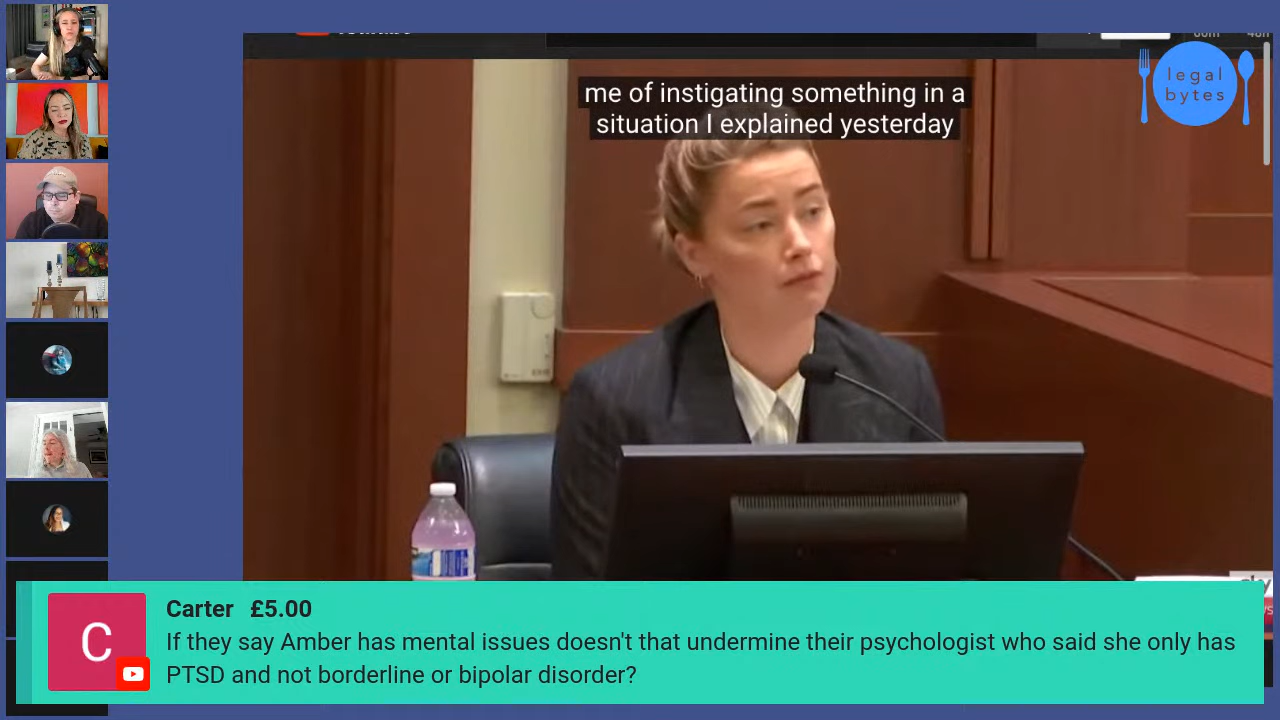 me of instigating something in a
situation I explained yesterday
legal
bytes
Carter £5.00
C
If they say Amber has mental issues doesn't that undermine their psychologist who said she only has
PTSD and not borderline or bipolar disorder?